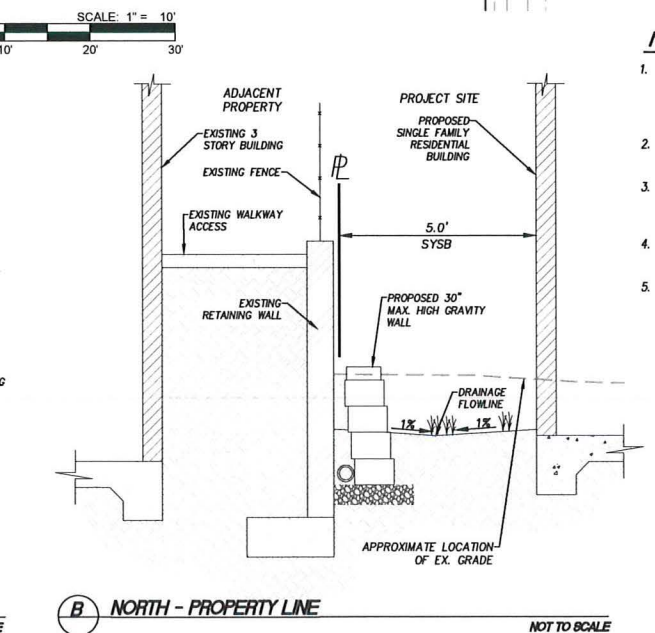 SCALE: 1" = 10'
10'
20'
30'
ADJACENT
PROPERTY
PROJECT SITE
EXISTING 3
STORY BUILDING
PROPOSED
SINGLE FAMILY
RESIDENTIAL
BUILDING
EXISTING FENCE
PL
EXISTING WALKWAY
ACCESS
5.0'
SYSB
EXISTING
RETAINING WALL
PROPOSED 30"
MAX. HIGH GRAVITY
WALL
DRAINAGE
FLOWLINE
1%
1%
APPROXIMATE LOCATION
OF EX. GRADE
B NORTH - PROPERTY LINE
NOT TO SCALE
1.
2.
3.
4.
5.